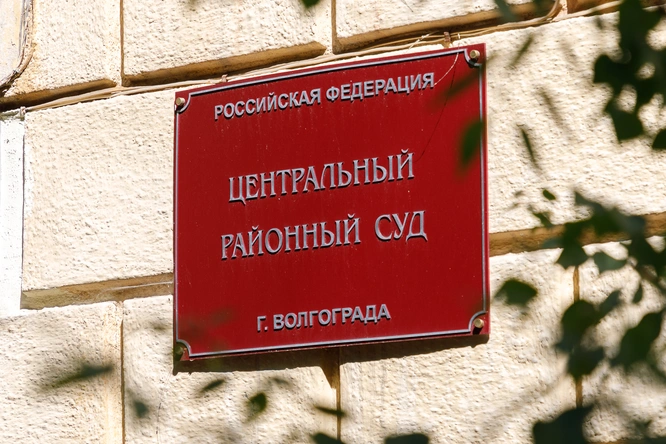 РОССИЙСКАЯ ФЕДЕРАЦИЯ
ЦЕНТРАЛЬНЫЙ
РАЙОННЫЙ СУД
Г. ВОЛГОГРАДА